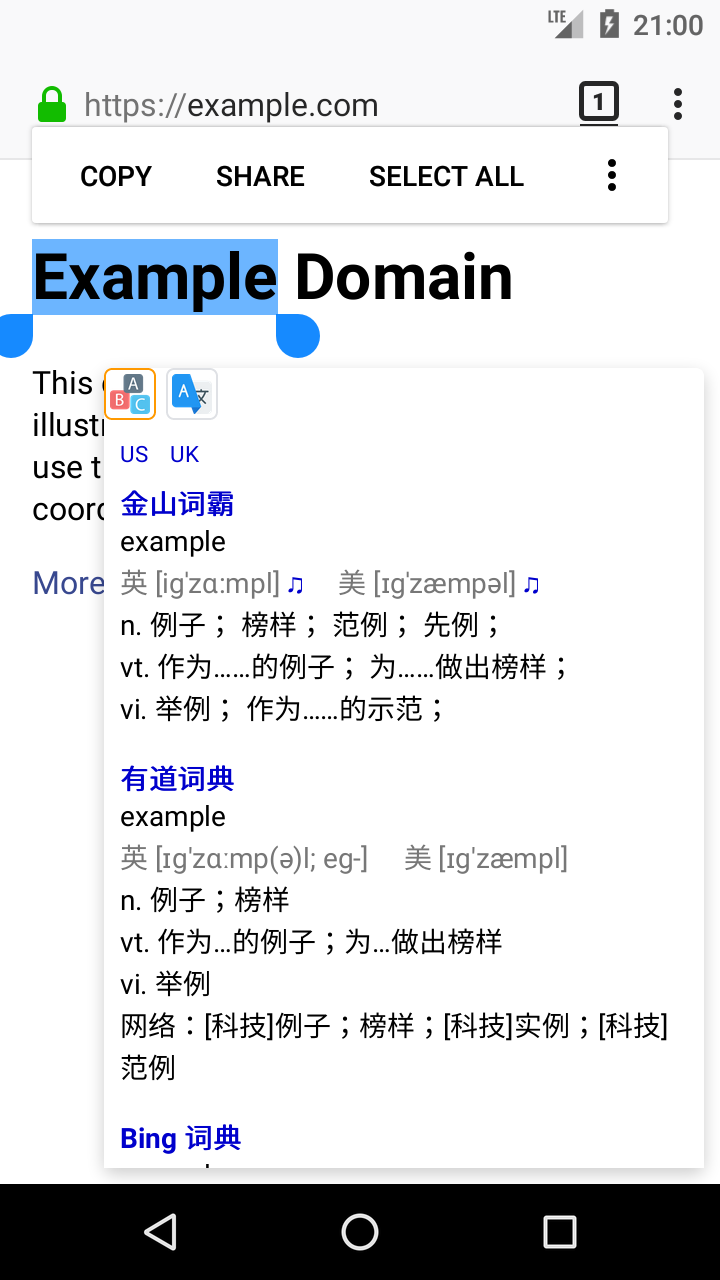 LTE 21:00
https://example.com 1
COPY SHARE SELECT ALL
Example Domain
This
A
B C
A 文
illustr
use t
US UK
金山词霸
example
英 [ig'zɑ:mpl] ♫ 美 [ɪg'zæmpəl] ♫
More
n. 例子； 榜样； 范例； 先例；
vt. 作为……的例子； 为……做出榜样；
vi. 举例； 作为……的示范；
有道词典
example
英 [ɪg'zɑːmp(ə)l; eg-] 美 [ɪg'zæmpl]
n. 例子；榜样
vt. 作为…的例子；为…做出榜样
vi. 举例
网络：[科技]例子；榜样；[科技]实例；[科技]
范例
Bing 词典